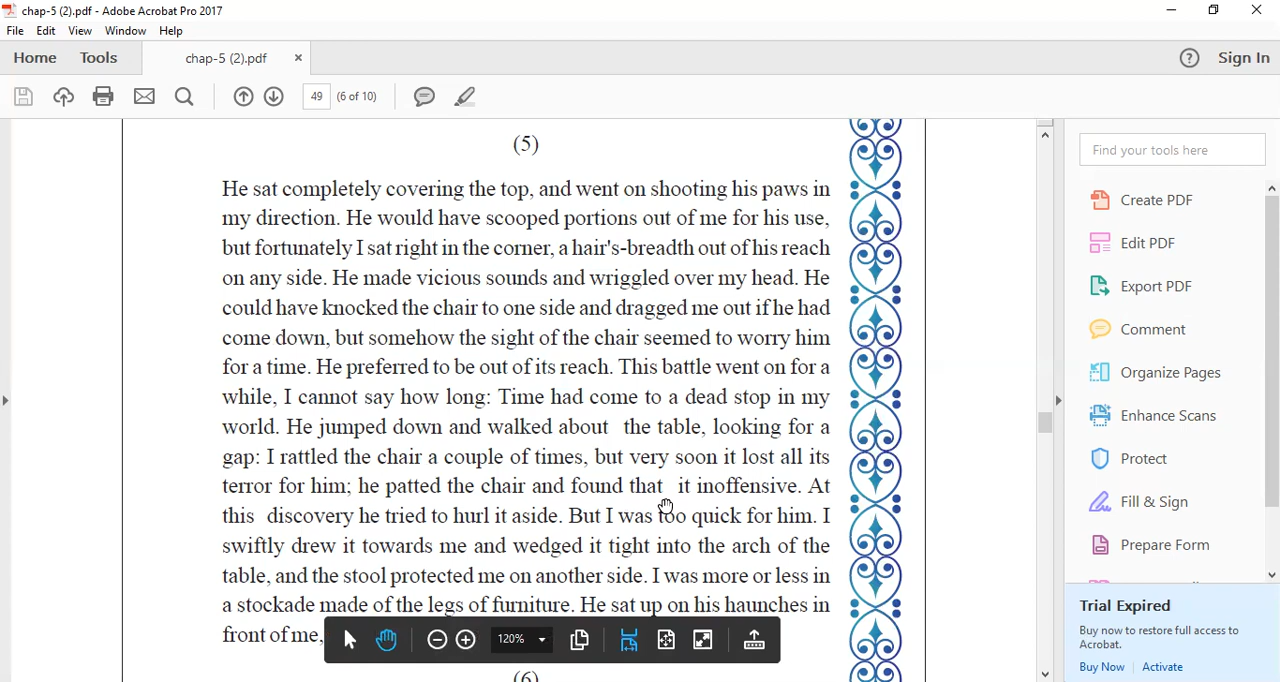 chap-5 (2).pdf - Adobe Acrobat Pro 2017
File Edit View Window Help
Home Tools chap-5 (2).pdf × ? Sign In
49 (6 of 10)
(5)
He sat completely covering the top, and went on shooting his paws in
my direction. He would have scooped portions out of me for his use,
but fortunately I sat right in the corner, a hair's-breadth out of his reach
on any side. He made vicious sounds and wriggled over my head. He
could have knocked the chair to one side and dragged me out if he had
come down, but somehow the sight of the chair seemed to worry him
for a time. He preferred to be out of its reach. This battle went on for a
while, I cannot say how long: Time had come to a dead stop in my
world. He jumped down and walked about the table, looking for a
gap: I rattled the chair a couple of times, but very soon it lost all its
terror for him; he patted the chair and found that it inoffensive. At
this discovery he tried to hurl it aside. But I was too quick for him. I
swiftly drew it towards me and wedged it tight into the arch of the
table, and the stool protected me on another side. I was more or less in
a stockade made of the legs of furniture. He sat up on his haunches in
front of me,
120%
(6)
Find your tools here
Create PDF
Edit PDF
Export PDF
Comment
Organize Pages
Enhance Scans
Protect
Fill & Sign
Prepare Form
Trial Expired
Buy now to restore full access to
Acrobat.
Buy Now Activate